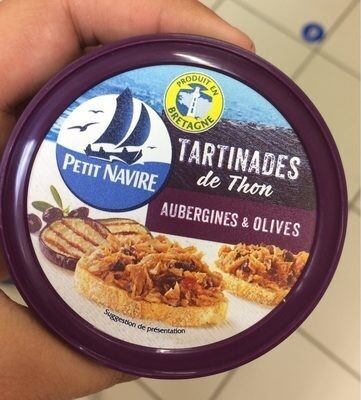 PRODUIT EN
BRETAGNE
PETIT NAVIRE
TARTINADES
de Thon
AUBERGINES & OLIVES
Suggestion de présentation